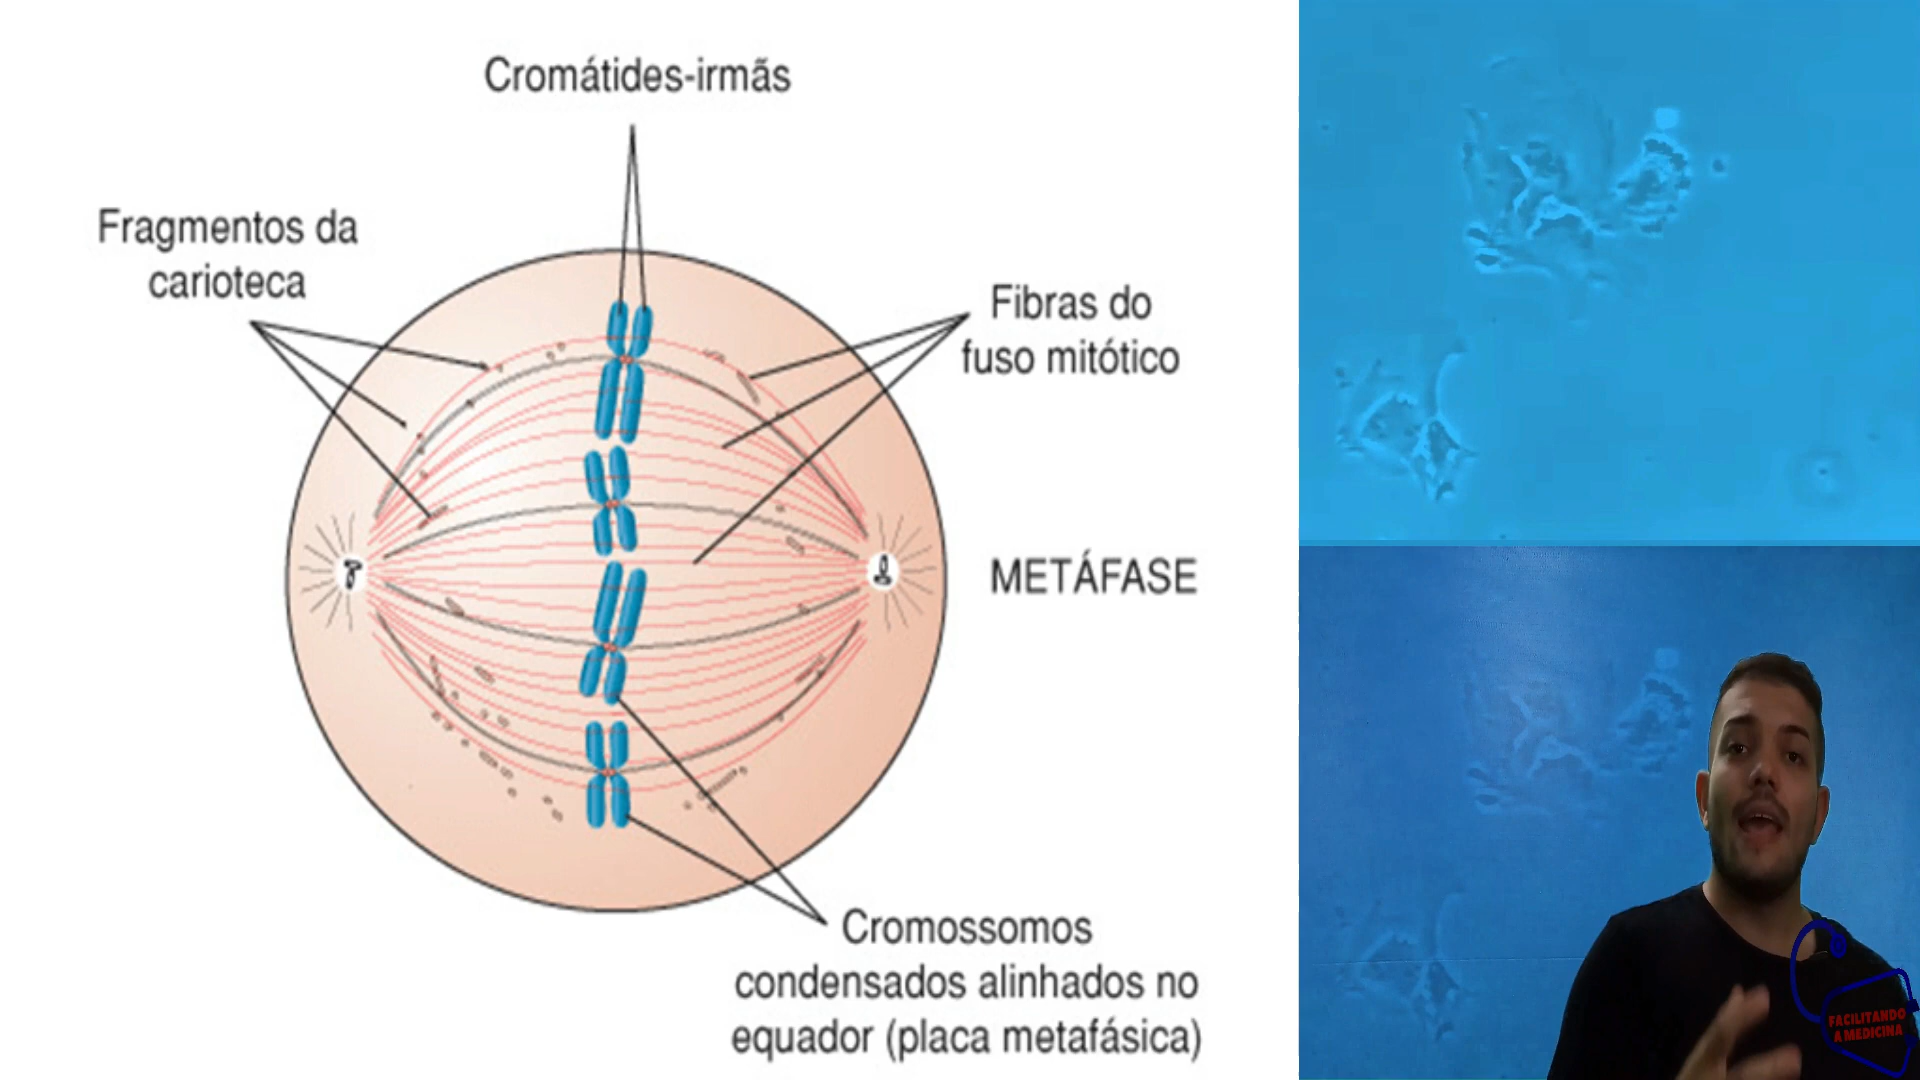 Cromátides-irmãs
Fragmentos da
carioteca
Fibras do
fuso mitótico
METÁFASE
Cromossomos
condensados alinhados no
equador (placa metafásica)
FACILITANDO
A MEDICINA